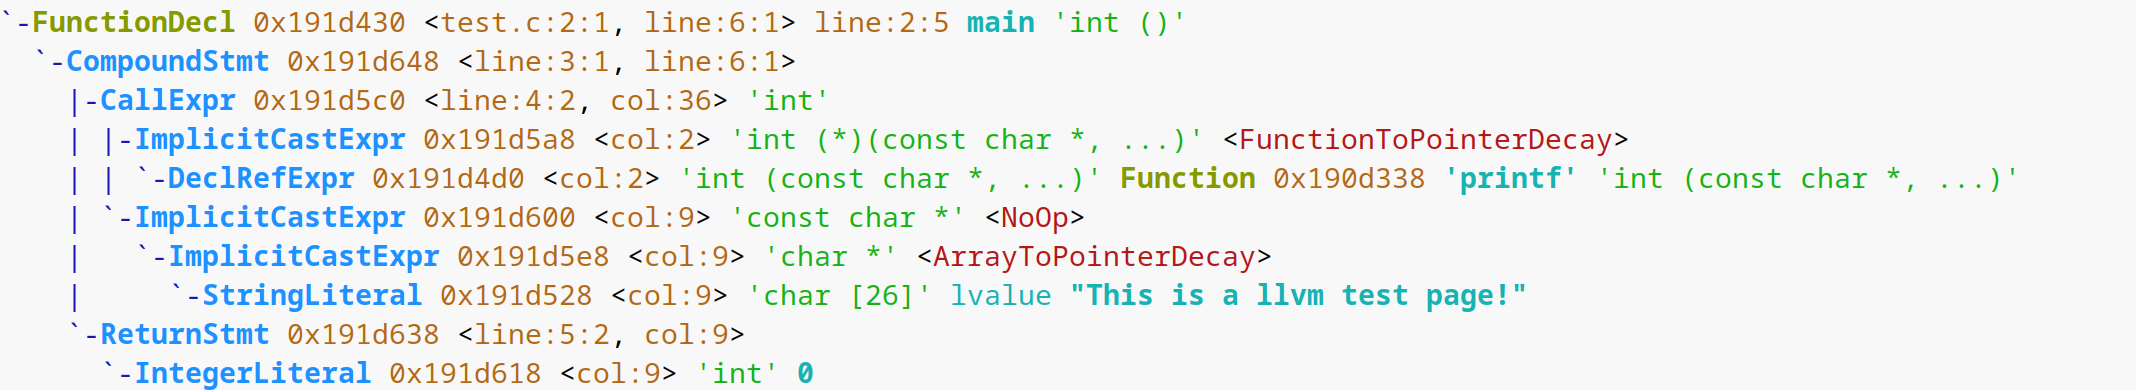 `-FunctionDecl 0x191d430 <test.c:2:1, line:6:1> line:2:5 main 'int ()'
  `-CompoundStmt 0x191d648 <line:3:1, line:6:1>
    |-CallExpr 0x191d5c0 <line:4:2, col:36> 'int'
    | |-ImplicitCastExpr 0x191d5a8 <col:2> 'int (*)(const char *, ...)' <FunctionToPointerDecay>
    | | `-DeclRefExpr 0x191d4d0 <col:2> 'int (const char *, ...)' Function 0x190d338 'printf' 'int (const char *, ...)'
    | `-ImplicitCastExpr 0x191d600 <col:9> 'const char *' <NoOp>
    |   `-ImplicitCastExpr 0x191d5e8 <col:9> 'char *' <ArrayToPointerDecay>
    |     `-StringLiteral 0x191d528 <col:9> 'char [26]' lvalue "This is a llvm test page!"
    `-ReturnStmt 0x191d638 <line:5:2, col:9>
      `-IntegerLiteral 0x191d618 <col:9> 'int' 0